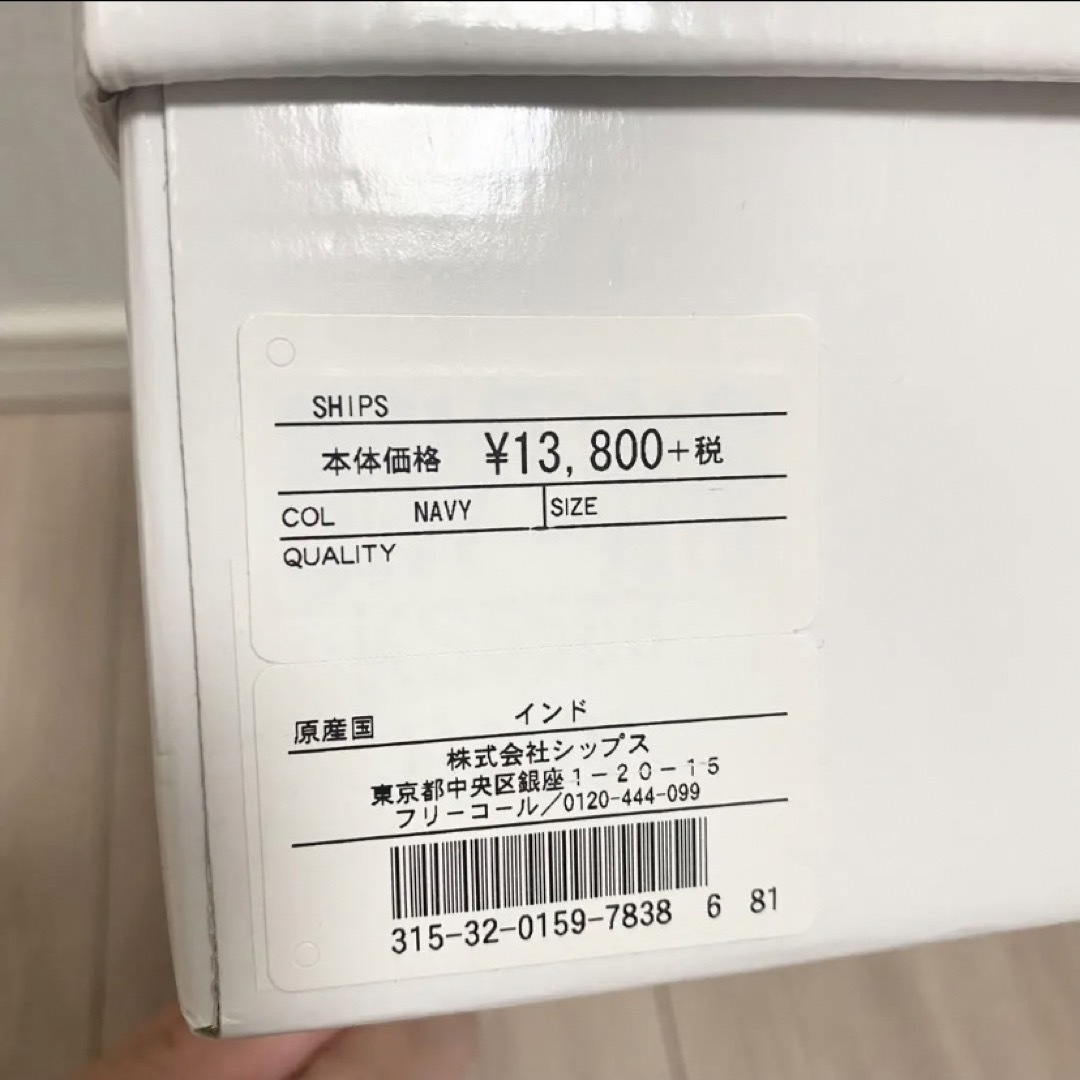 SHIPS
本体価格 ¥13,800+税
COL NAVY SIZE
QUALITY
原産国 インド
株式会社シップス
東京都中央区銀座1-20-15
フリーコール/0120-444-099
315-32-0159-7838 6 81